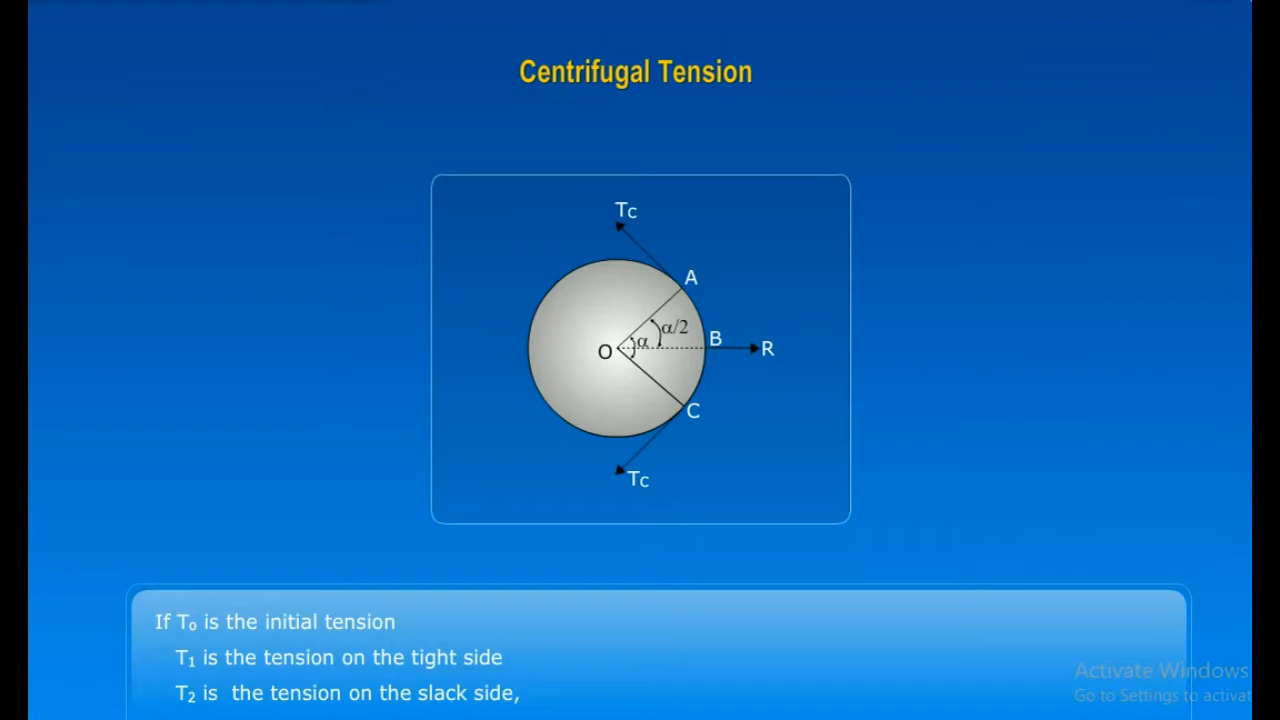 Centrifugal Tension
Tc
A
α/2
B
α
O
R
C
Tc
If T₀ is the initial tension
T₁ is the tension on the tight side
T₂ is the tension on the slack side,
Activate Windows
Go to Settings to activat